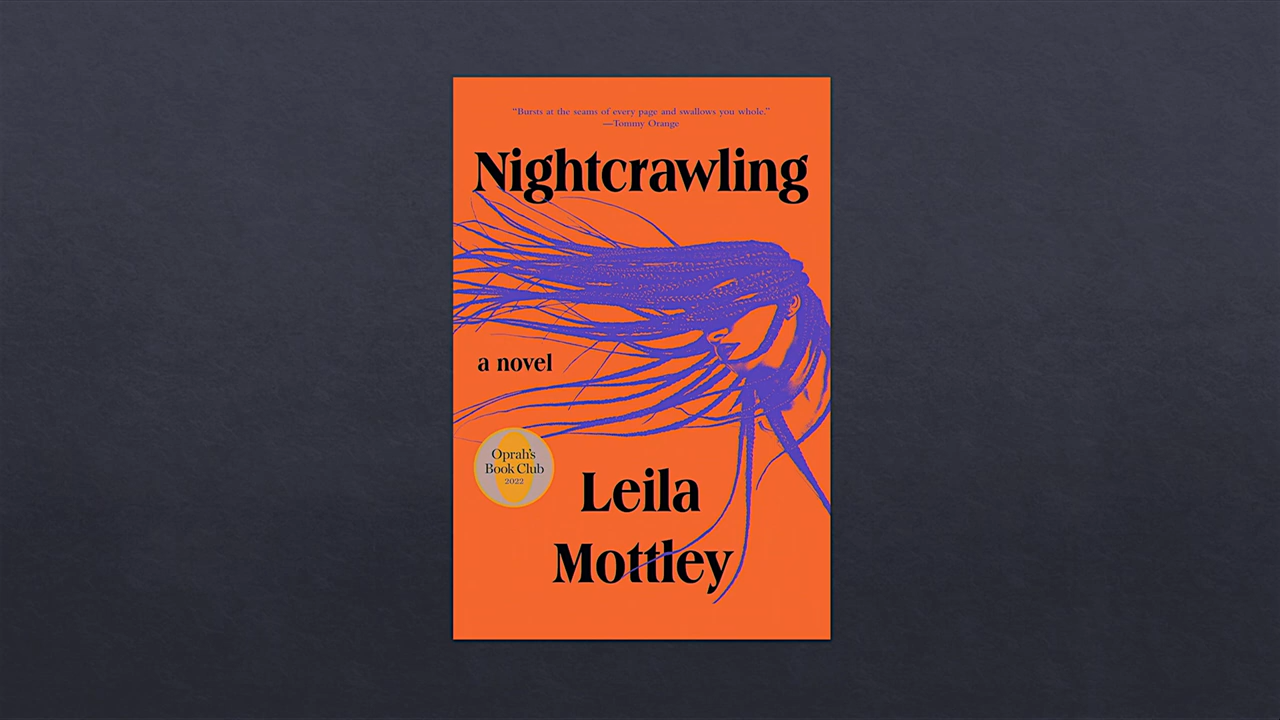 “Bursts at the seams of every page and swallows you whole.”
—Tommy Orange
Nightcrawling
a novel
Oprah’s
Book Club
2022
Leila
Mottley